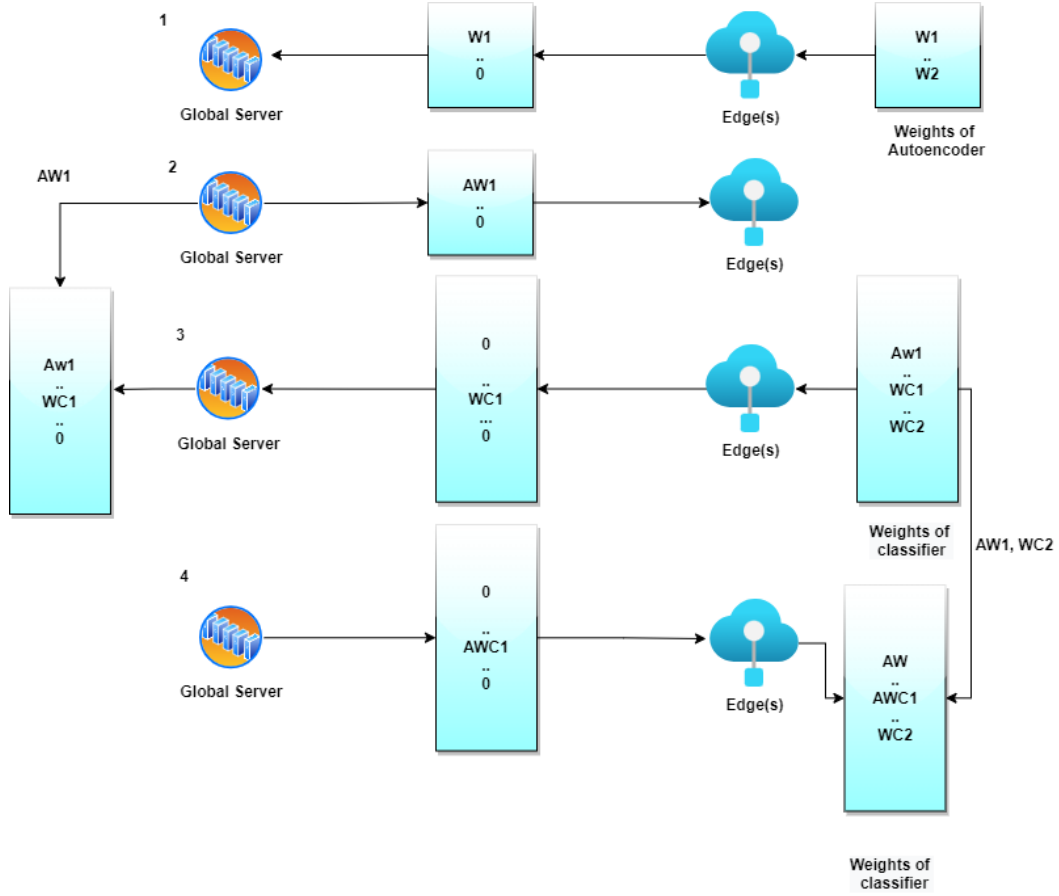 1
Global Server
W1
..
0
Edge(s)
W1
..
W2
Weights of
Autoencoder
AW1
2
Global Server
AW1
..
0
Edge(s)
Aw1
..
WC1
..
0
3
Global Server
0
..
WC1
...
0
Edge(s)
Aw1
..
WC1
..
WC2
Weights of
classifier
AW1, WC2
4
Global Server
0
..
AWC1
..
0
Edge(s)
AW
..
AWC1
..
WC2
Weights of
classifier